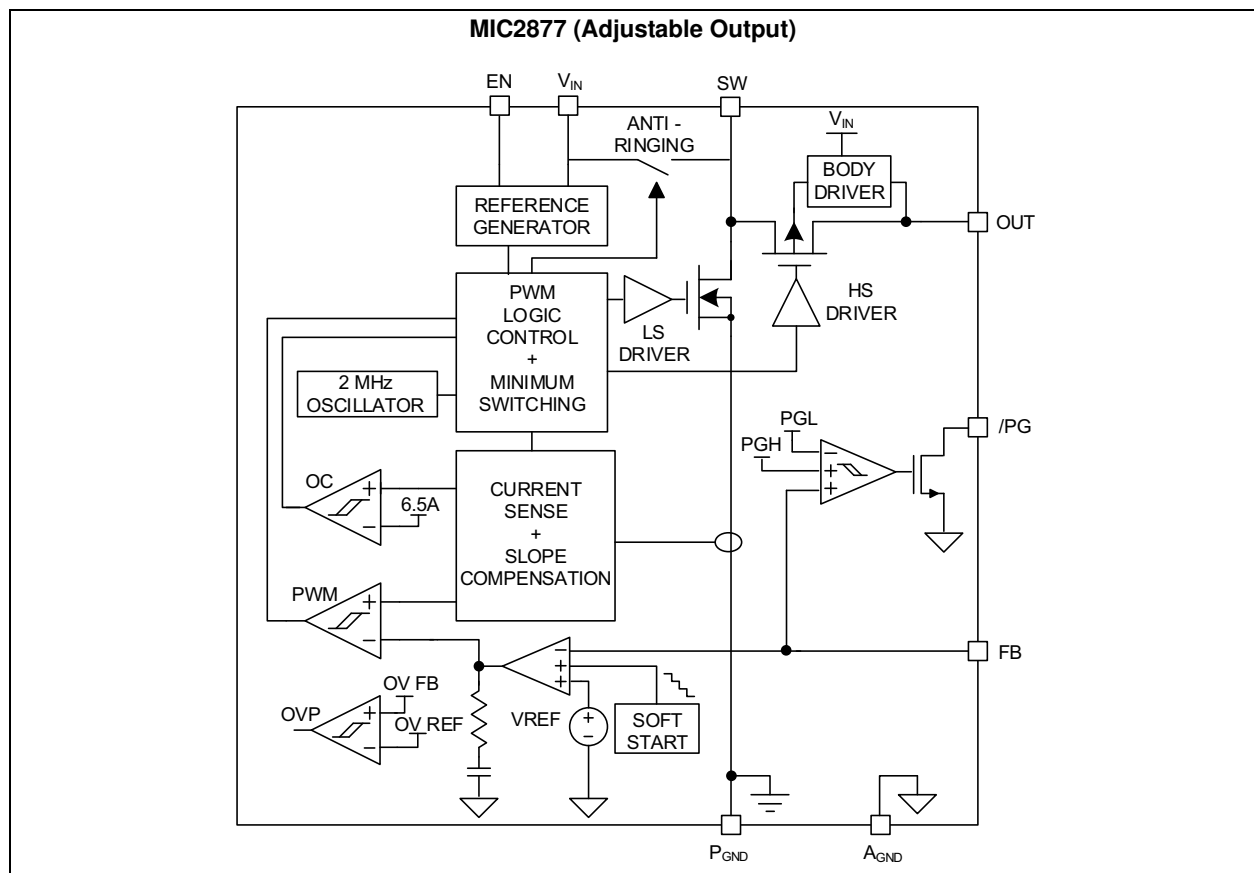 MIC2877 (Adjustable Output)
EN
VIN
SW
ANTI -
RINGING
VIN
BODY
DRIVER
REFERENCE
GENERATOR
OUT
PWM
LOGIC
CONTROL
+
MINIMUM
SWITCHING
LS
DRIVER
HS
DRIVER
2 MHz
OSCILLATOR
PGL
PGH
−
+
+
/PG
OC
+
−
6.5A
CURRENT
SENSE
+
SLOPE
COMPENSATION
PWM
+
−
FB
−
+
+
OV FB
OVP
+
OV REF
−
VREF
+
−
SOFT
START
PGND
AGND